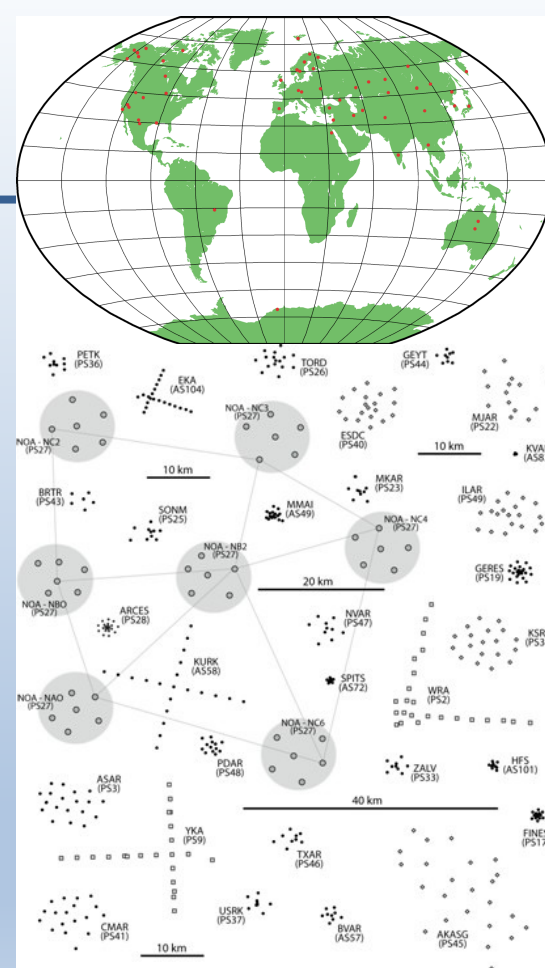 PETK
(PS36)
EKA
(AS104)
TORD
(PS26)
GEYT
(PS44)
NOA - NC2
(PS27)
NOA - NC3
(PS27)
ESDC
(PS40)
MJAR
(PS22)
10 km
10 km
BRTR
(PS43)
SONM
(PS25)
MMAI
(AS49)
MKAR
(PS23)
NOA - NC4
(PS27)
ILAR
(PS49)
NOA - NB2
(PS27)
20 km
GERES
(PS19)
NOA - NBO
(PS27)
ARCES
(PS28)
NVAR
(PS47)
KURK
(AS58)
SPITS
(AS72)
WRA
(PS2)
NOA - NAO
(PS27)
NOA - NC6
(PS27)
PDAR
(PS48)
ZALV
(PS33)
HFS
(AS101)
ASAR
(PS3)
40 km
YKA
(PS9)
TXAR
(PS46)
CMAR
(PS41)
USRK
(PS37)
BVAR
(AS57)
AKASG
(PS45)
10 km